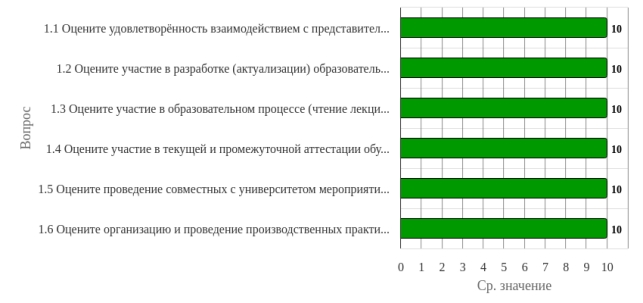 1.1 Оцените удовлетворённость взаимодействием с представител... 10
1.2 Оцените участие в разработке (актуализации) образователь... 10
1.3 Оцените участие в образовательном процессе (чтение лекци... 10
1.4 Оцените участие в текущей и промежуточной аттестации обу... 10
1.5 Оцените проведение совместных с университетом мероприяти... 10
1.6 Оцените организацию и проведение производственных практи... 10
Вопрос
0 1 2 3 4 5 6 7 8 9 10
Ср. значение